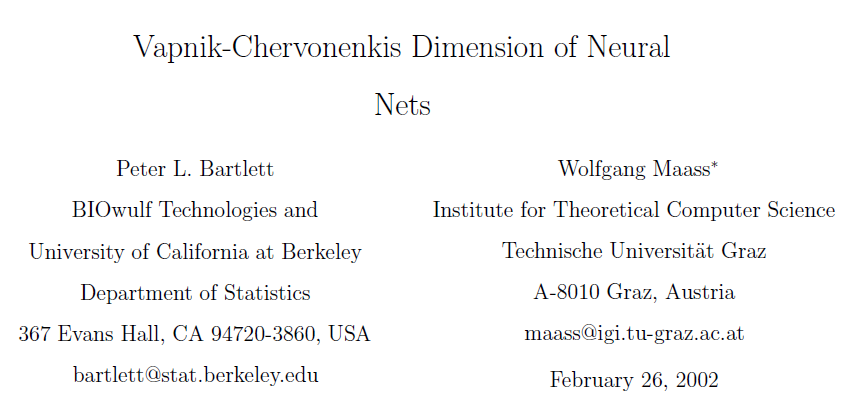 Vapnik-Chervonenkis Dimension of Neural
Nets
Peter L. Bartlett
BIOwulf Technologies and
University of California at Berkeley
Department of Statistics
367 Evans Hall, CA 94720-3860, USA
bartlett@stat.berkeley.edu
Wolfgang Maass*
Institute for Theoretical Computer Science
Technische Universität Graz
A-8010 Graz, Austria
maass@igi.tu-graz.ac.at
February 26, 2002